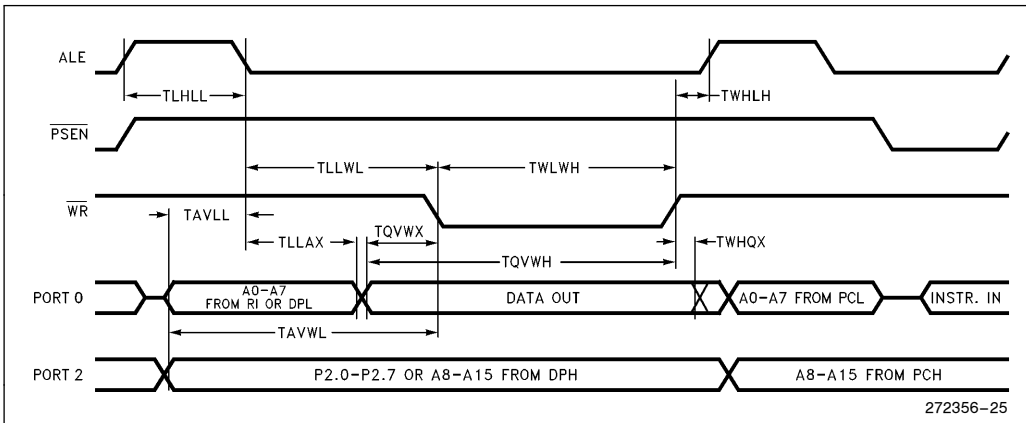 ALE
TLHLL
TWHLH
PSEN
TLLWL
TWLWH
WR
TAVLL
TQVWX
TLLAX
TWHQX
TQVWH
PORT 0
A0-A7
FROM RI OR DPL
DATA OUT
A0-A7 FROM PCL
INSTR. IN
TAVWL
PORT 2
P2.0-P2.7 OR A8-A15 FROM DPH
A8-A15 FROM PCH
272356-25